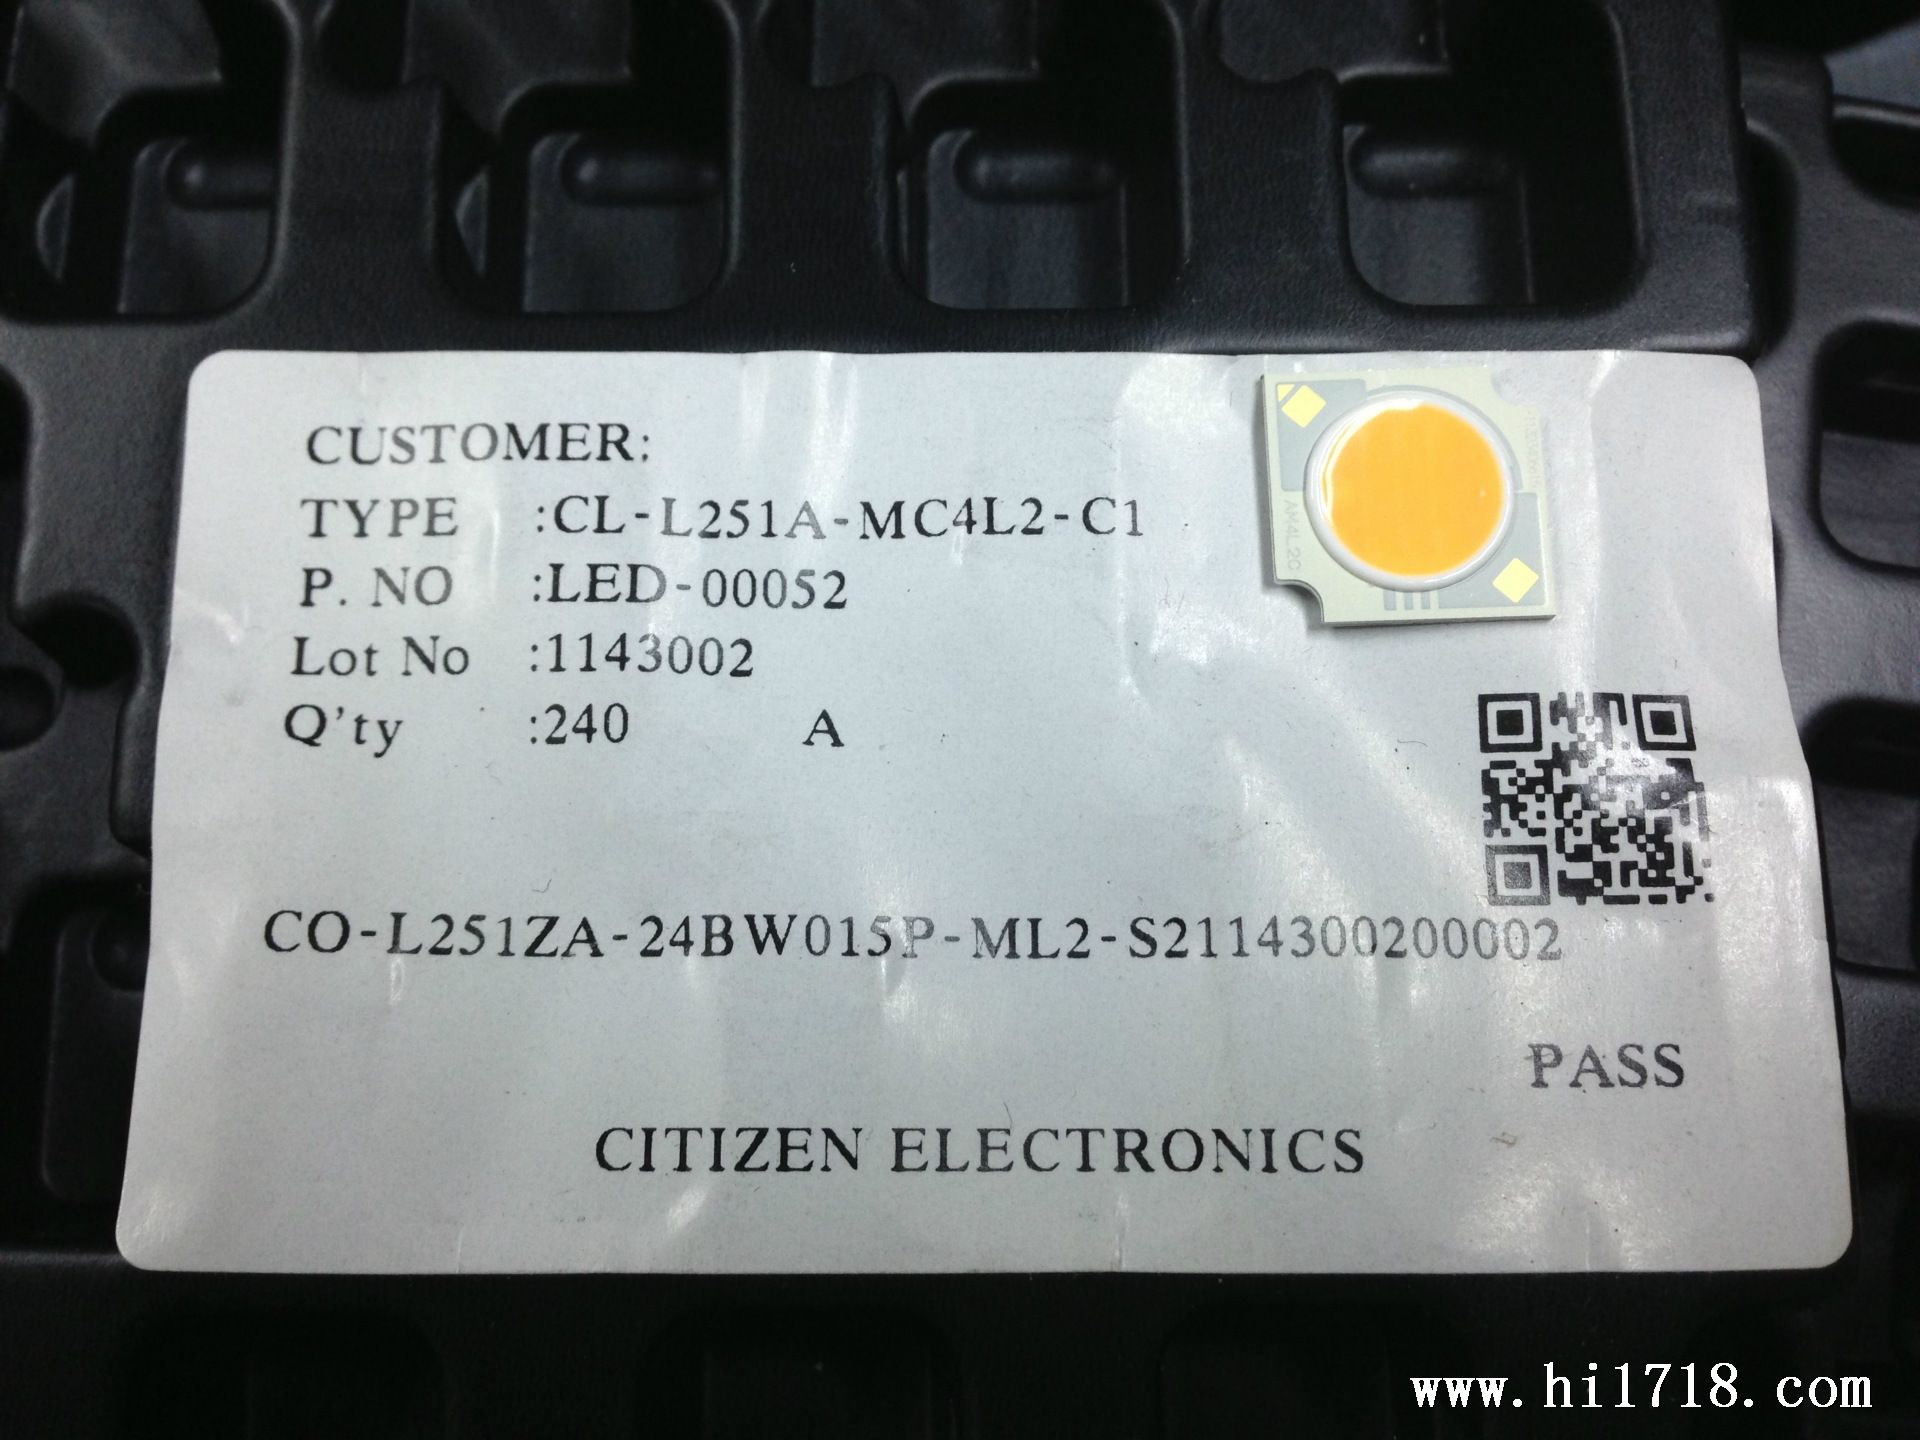 CUSTOMER:
TYPE :CL-L251A-MC4L2-C1
P. NO :LED-00052
Lot No :1143002
Q'ty :240 A
CO-L251ZA-24BW015P-ML2-S2114300200002
PASS
CITIZEN ELECTRONICS
www.hi1718.com